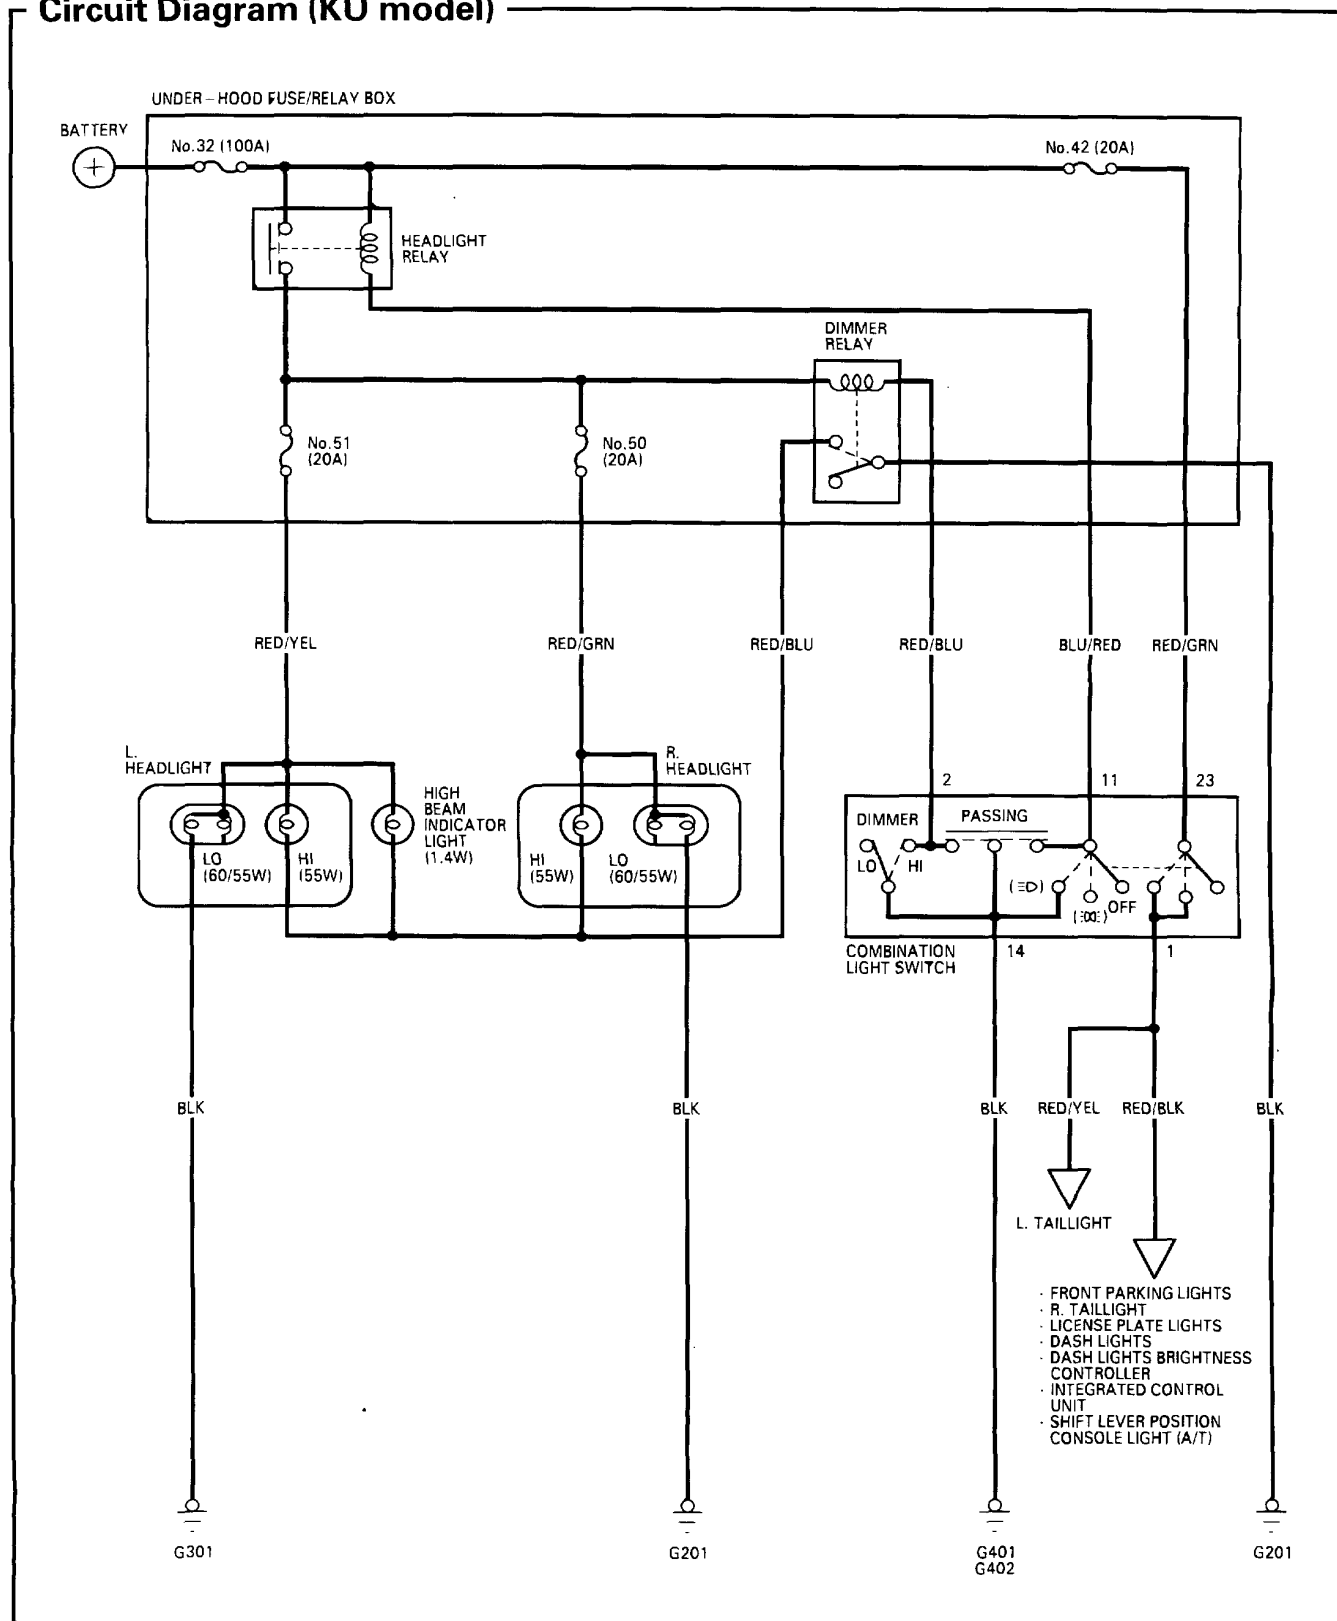 Circuit Diagram (KU model)
UNDER-HOOD FUSE/RELAY BOX
BATTERY
No.32 (100A)
No.42 (20A)
HEADLIGHT
RELAY
DIMMER
RELAY
No.51
(20A)
No.50
(20A)
RED/YEL
RED/GRN
RED/BLU
RED/BLU
BLU/RED
RED/GRN
L.
HEADLIGHT
R.
HEADLIGHT
HIGH
BEAM
INDICATOR
LIGHT
(1.4W)
LO
(60/55W)
HI
(55W)
HI
(55W)
LO
(60/55W)
2
11
23
DIMMER
PASSING
LO
HI
OFF
COMBINATION
LIGHT SWITCH
14
1
BLK
BLK
BLK
RED/YEL
RED/BLK
BLK
L. TAILLIGHT
· FRONT PARKING LIGHTS
· R. TAILLIGHT
· LICENSE PLATE LIGHTS
· DASH LIGHTS
· DASH LIGHTS BRIGHTNESS
CONTROLLER
· INTEGRATED CONTROL
UNIT
· SHIFT LEVER POSITION
CONSOLE LIGHT (A/T)
G301
G201
G401
G402
G201